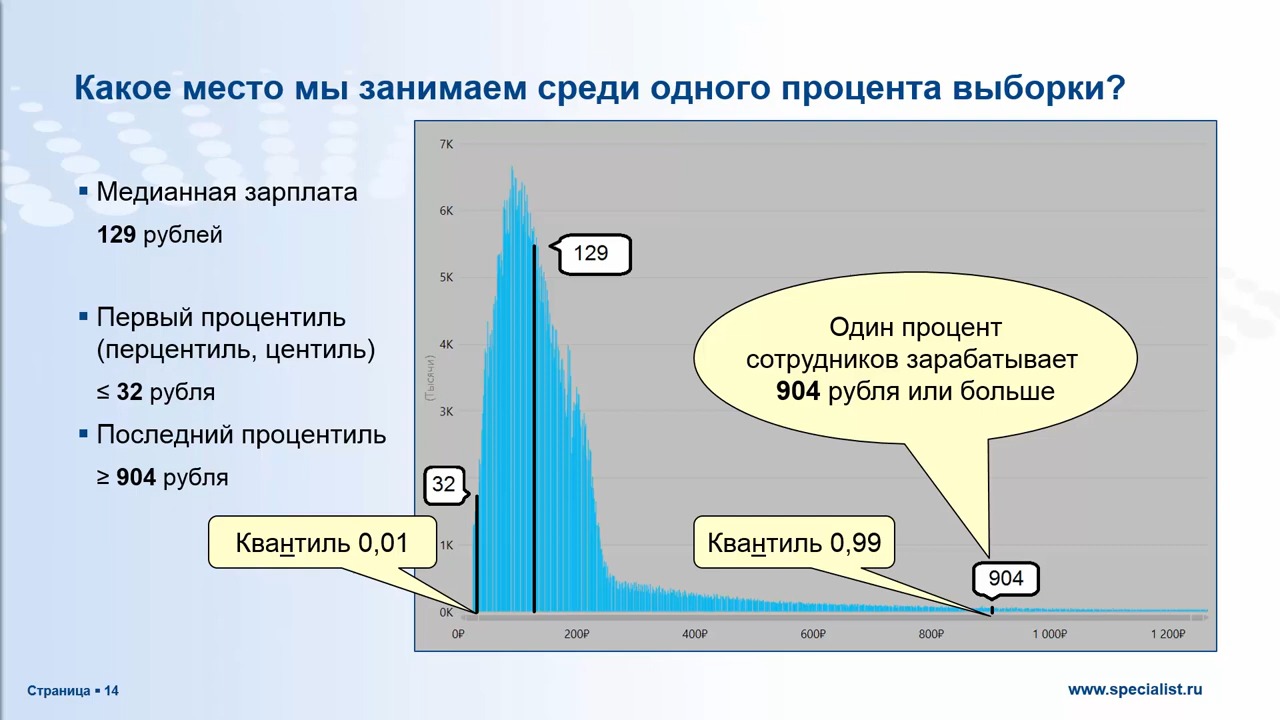 Какое место мы занимаем среди одного процента выборки?
▪ Медианная зарплата
129 рублей
▪ Первый процентиль
(перцентиль, центиль)
≤ 32 рубля
▪ Последний процентиль
≥ 904 рубля
7K
6K
5K
4K
3K
1K
0K
(Тысячи)
0₽
200₽
400₽
600₽
800₽
1 000₽
1 200₽
129
32
904
Один процент
сотрудников зарабатывает
904 рубля или больше
Квантиль 0,01
Квантиль 0,99
Страница ▪ 14
www.specialist.ru